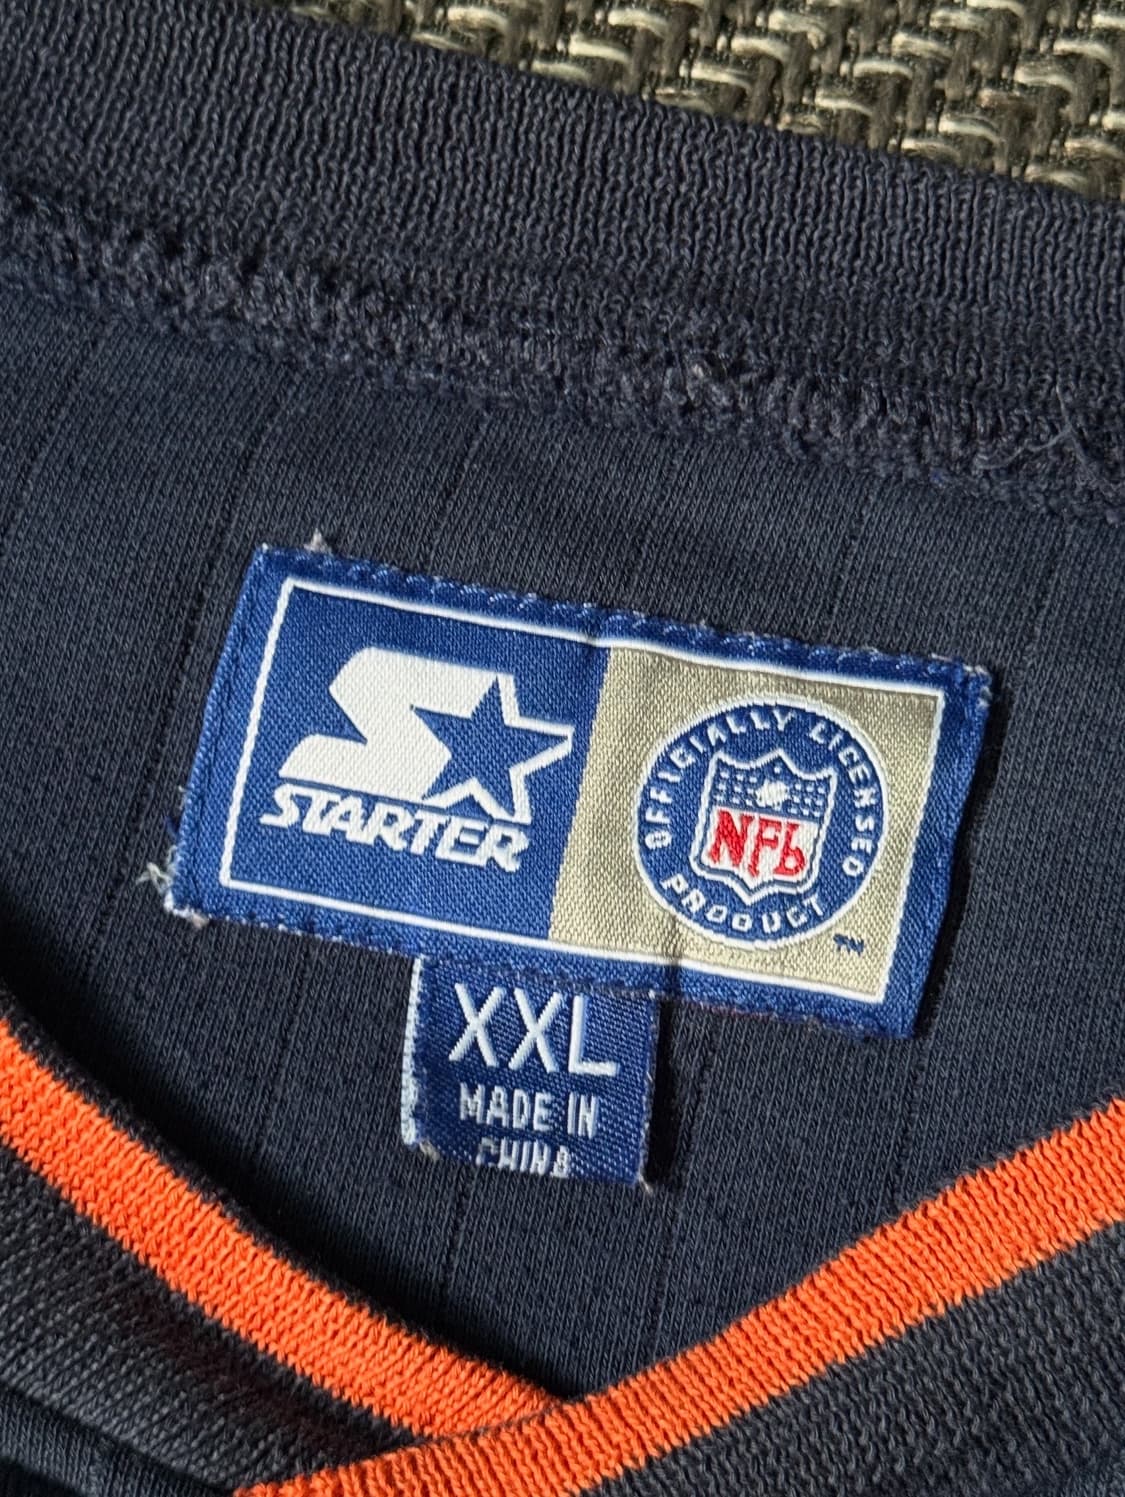 STARTER
OFFICIALLY LICENSED
NFL
PRODUCT
TM
XXL
MADE IN
CHINA